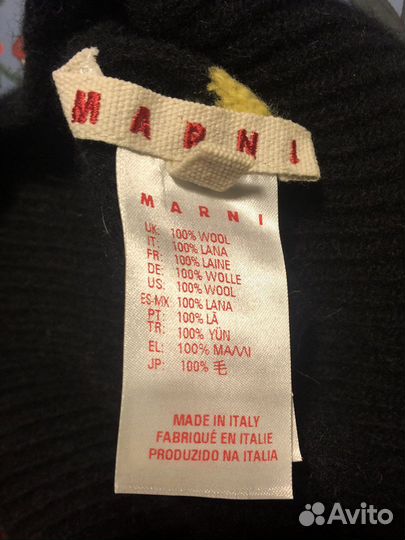 MARNI
MARNI
UK: 100% WOOL
IT: 100% LANA
FR: 100% LAINE
DE: 100% WOLLE
US: 100% WOOL
ES-MX: 100% LANA
PT: 100% LÃ
TR: 100% YÜN
EL: 100% ΜΑΛΛΙ
JP: 100% 毛
MADE IN ITALY
FABRIQUÉ EN ITALIE
PRODUZIDO NA ITALIA
Avito